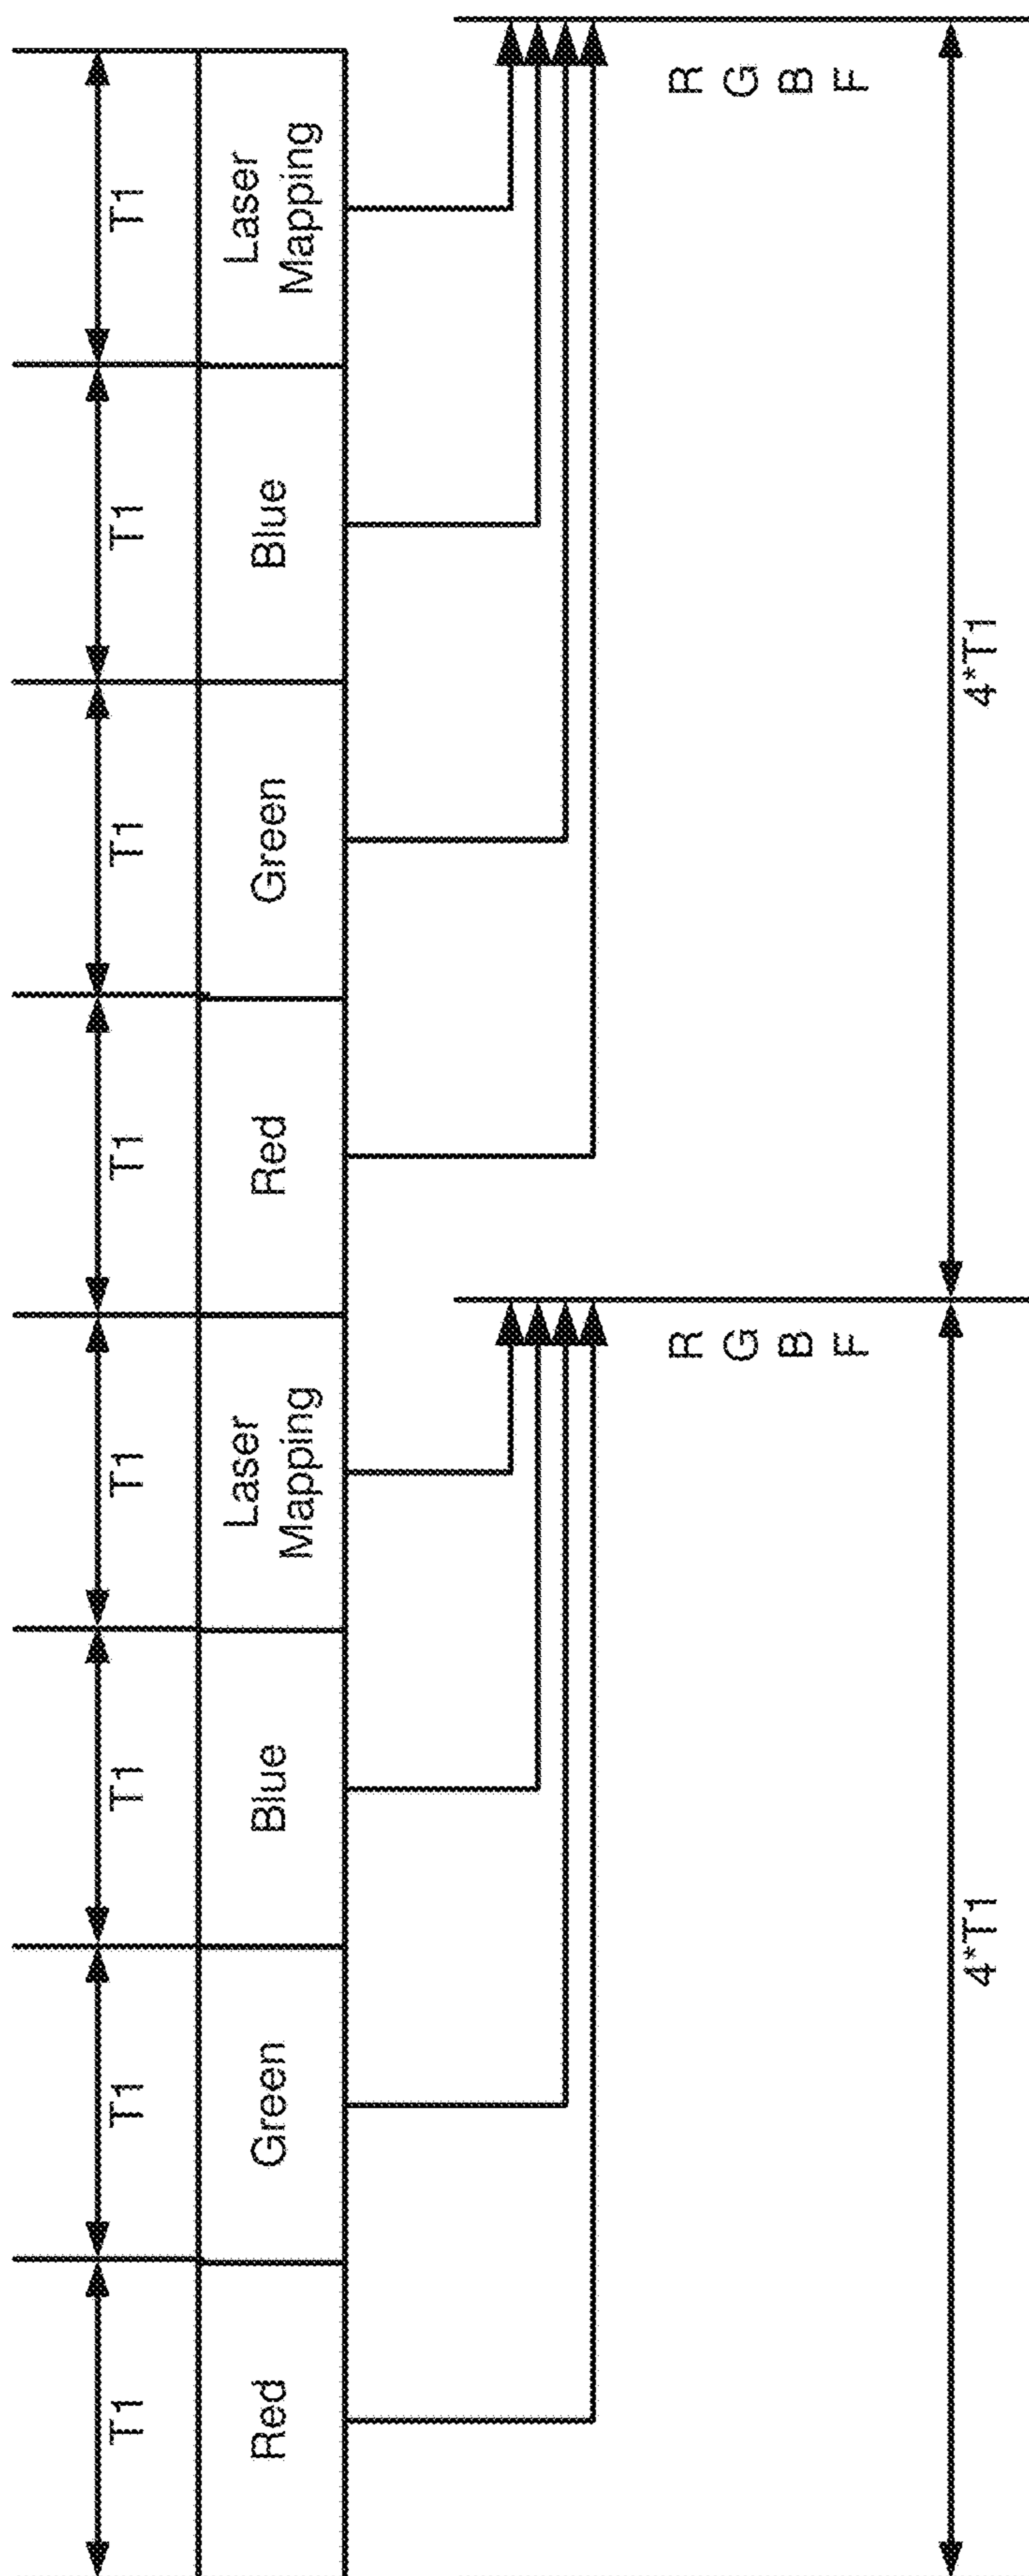 T1
T1
T1
T1
T1
T1
T1
T1
Red
Green
Blue
Laser
Mapping
Red
Green
Blue
Laser
Mapping
R
G
B
F
R
G
B
F
4*T1
4*T1